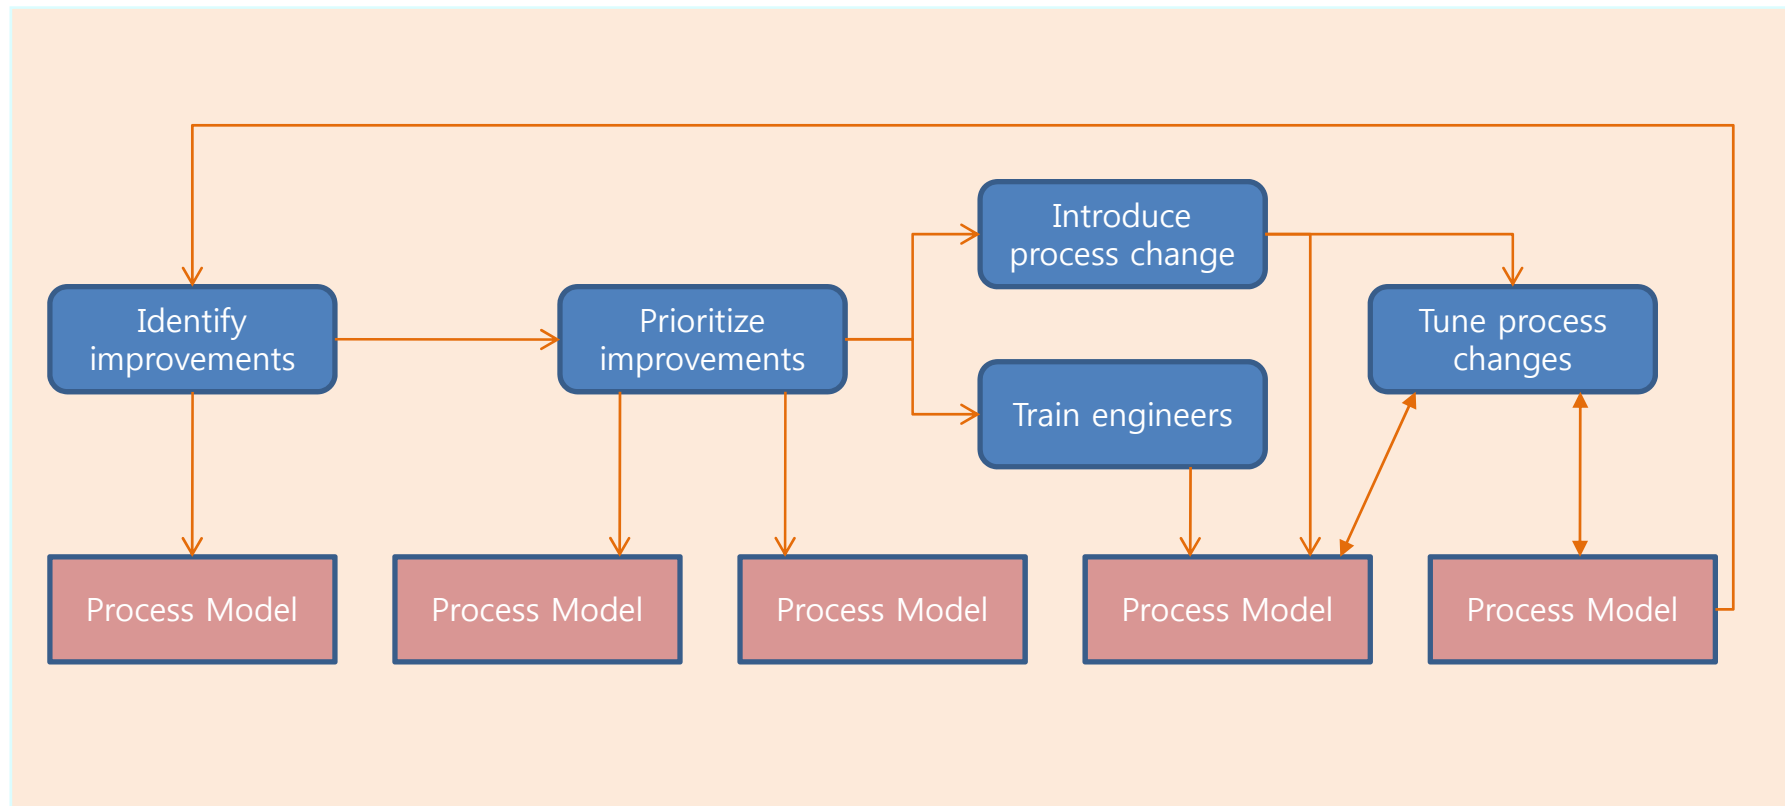 Introduce
process change
Identify
improvements
Prioritize
improvements
Tune process
changes
Train engineers
Process Model
Process Model
Process Model
Process Model
Process Model